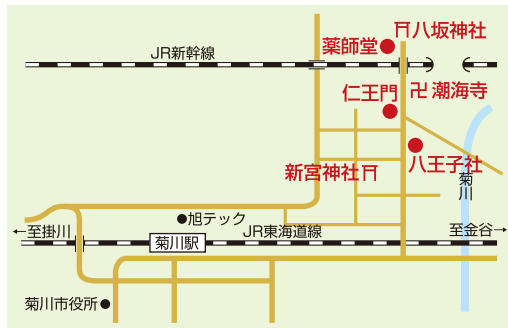 八坂神社
薬師堂
JR新幹線
仁王門
卍 潮海寺
八王子社
新宮神社
菊川
旭テック
JR東海道線
←至掛川
菊川駅
至金谷→
菊川市役所